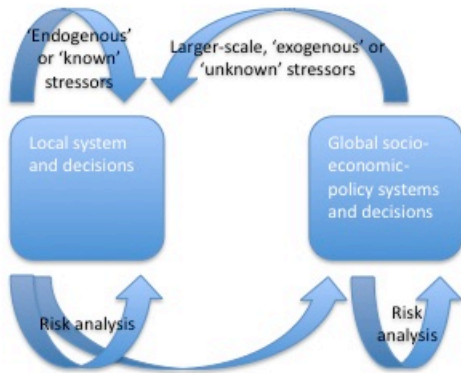 ‘Endogenous’
or ‘known’
stressors
Larger-scale, ‘exogenous’ or
‘unknown’ stressors
Local system
and decisions
Global socio-
economic-
policy systems
and decisions
Risk analysis
Risk
analysis